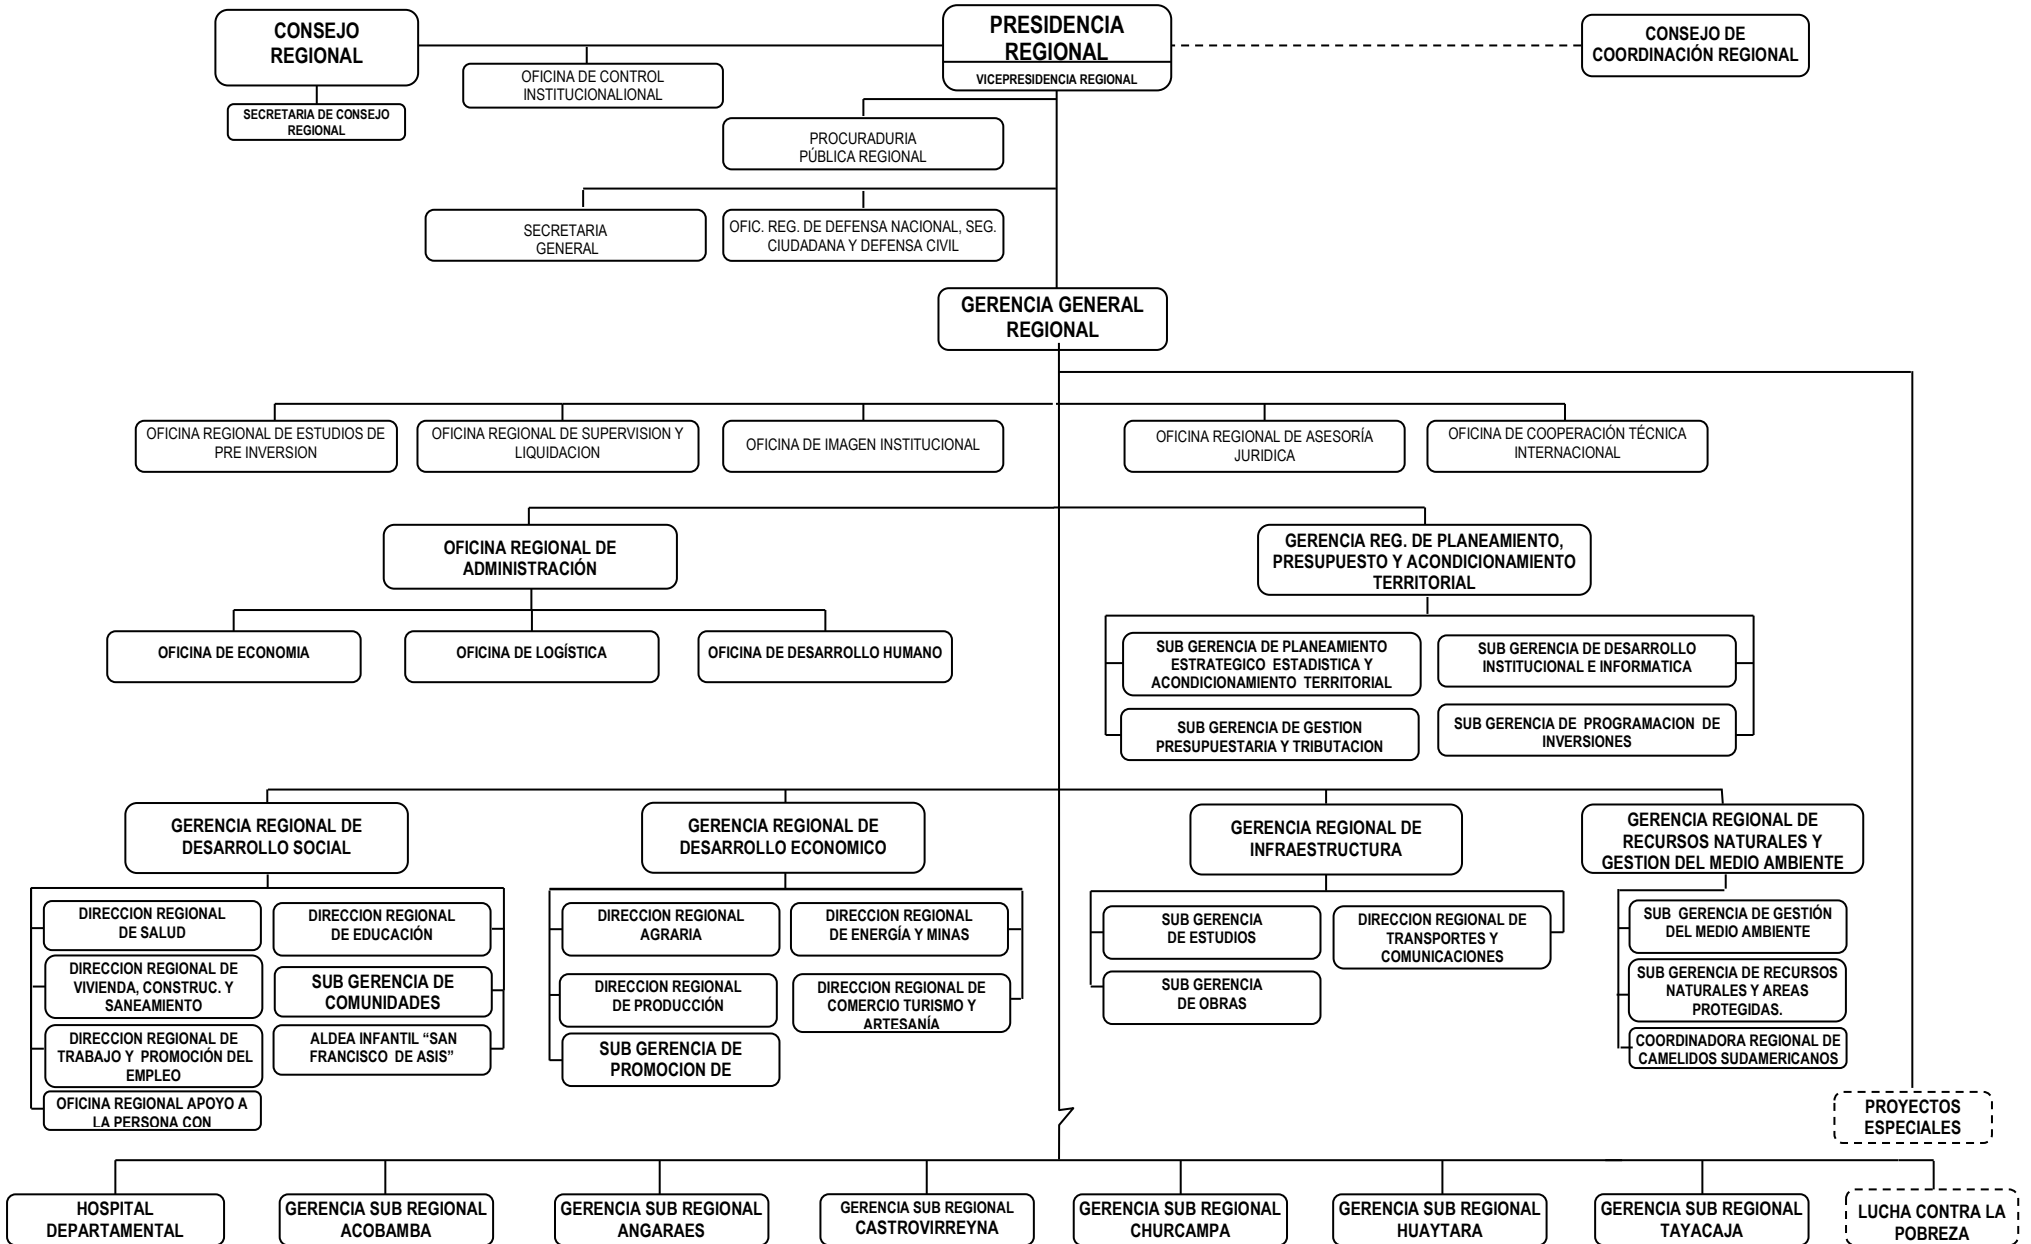 CONSEJO
REGIONAL
PRESIDENCIA
REGIONAL
VICEPRESIDENCIA REGIONAL
CONSEJO DE
COORDINACIÓN REGIONAL
OFICINA DE CONTROL
INSTITUCIONALIONAL
SECRETARIA DE CONSEJO
REGIONAL
PROCURADURIA
PÚBLICA REGIONAL
SECRETARIA
GENERAL
OFIC. REG. DE DEFENSA NACIONAL, SEG.
CIUDADANA Y DEFENSA CIVIL
GERENCIA GENERAL
REGIONAL
OFICINA REGIONAL DE ESTUDIOS DE
PRE INVERSION
OFICINA REGIONAL DE SUPERVISION Y
LIQUIDACION
OFICINA DE IMAGEN INSTITUCIONAL
OFICINA REGIONAL DE ASESORÍA
JURIDICA
OFICINA DE COOPERACIÓN TÉCNICA
INTERNACIONAL
OFICINA REGIONAL DE
ADMINISTRACIÓN
GERENCIA REG. DE PLANEAMIENTO,
PRESUPUESTO Y ACONDICIONAMIENTO
TERRITORIAL
OFICINA DE ECONOMIA
OFICINA DE LOGÍSTICA
OFICINA DE DESARROLLO HUMANO
SUB GERENCIA DE PLANEAMIENTO
ESTRATEGICO ESTADISTICA Y
ACONDICIONAMIENTO TERRITORIAL
SUB GERENCIA DE DESARROLLO
INSTITUCIONAL E INFORMATICA
SUB GERENCIA DE GESTION
PRESUPUESTARIA Y TRIBUTACION
SUB GERENCIA DE PROGRAMACION DE
INVERSIONES
GERENCIA REGIONAL DE
DESARROLLO SOCIAL
GERENCIA REGIONAL DE
DESARROLLO ECONOMICO
GERENCIA REGIONAL DE
INFRAESTRUCTURA
GERENCIA REGIONAL DE
RECURSOS NATURALES Y
GESTION DEL MEDIO AMBIENTE
DIRECCION REGIONAL
DE SALUD
DIRECCION REGIONAL
DE EDUCACIÓN
DIRECCION REGIONAL DE
VIVIENDA, CONSTRUC. Y
SANEAMIENTO
SUB GERENCIA DE
COMUNIDADES
DIRECCION REGIONAL DE
TRABAJO Y PROMOCIÓN DEL
EMPLEO
ALDEA INFANTIL “SAN
FRANCISCO DE ASIS”
OFICINA REGIONAL APOYO A
LA PERSONA CON
DIRECCION REGIONAL
AGRARIA
DIRECCION REGIONAL
DE ENERGÍA Y MINAS
DIRECCION REGIONAL
DE PRODUCCIÓN
DIRECCION REGIONAL DE
COMERCIO TURISMO Y
ARTESANÍA
SUB GERENCIA DE
PROMOCION DE
SUB GERENCIA
DE ESTUDIOS
DIRECCION REGIONAL DE
TRANSPORTES Y
COMUNICACIONES
SUB GERENCIA
DE OBRAS
SUB GERENCIA DE GESTIÓN
DEL MEDIO AMBIENTE
SUB GERENCIA DE RECURSOS
NATURALES Y AREAS
PROTEGIDAS.
COORDINADORA REGIONAL DE
CAMELIDOS SUDAMERICANOS
PROYECTOS
ESPECIALES
HOSPITAL
DEPARTAMENTAL
GERENCIA SUB REGIONAL
ACOBAMBA
GERENCIA SUB REGIONAL
ANGARAES
GERENCIA SUB REGIONAL
CASTROVIRREYNA
GERENCIA SUB REGIONAL
CHURCAMPA
GERENCIA SUB REGIONAL
HUAYTARA
GERENCIA SUB REGIONAL
TAYACAJA
LUCHA CONTRA LA
POBREZA